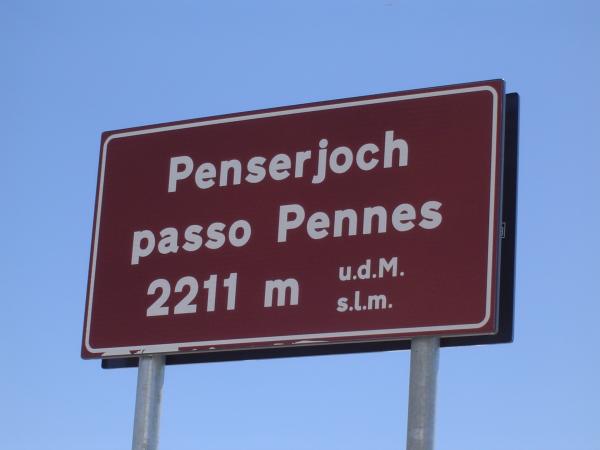 Penserjoch
passo Pennes
2211 m u.d.M.
s.l.m.